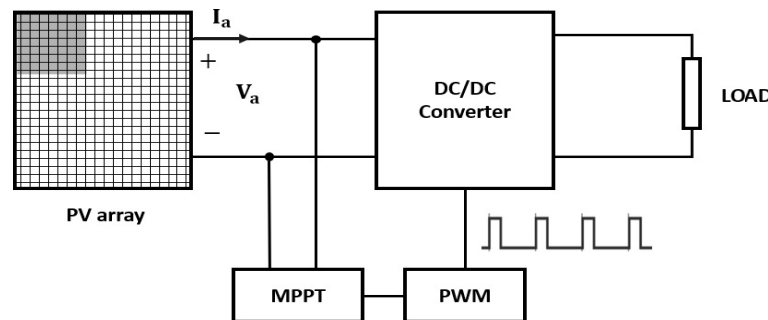 Iₐ
+
Vₐ
−
PV array
DC/DC
Converter
LOAD
MPPT
PWM